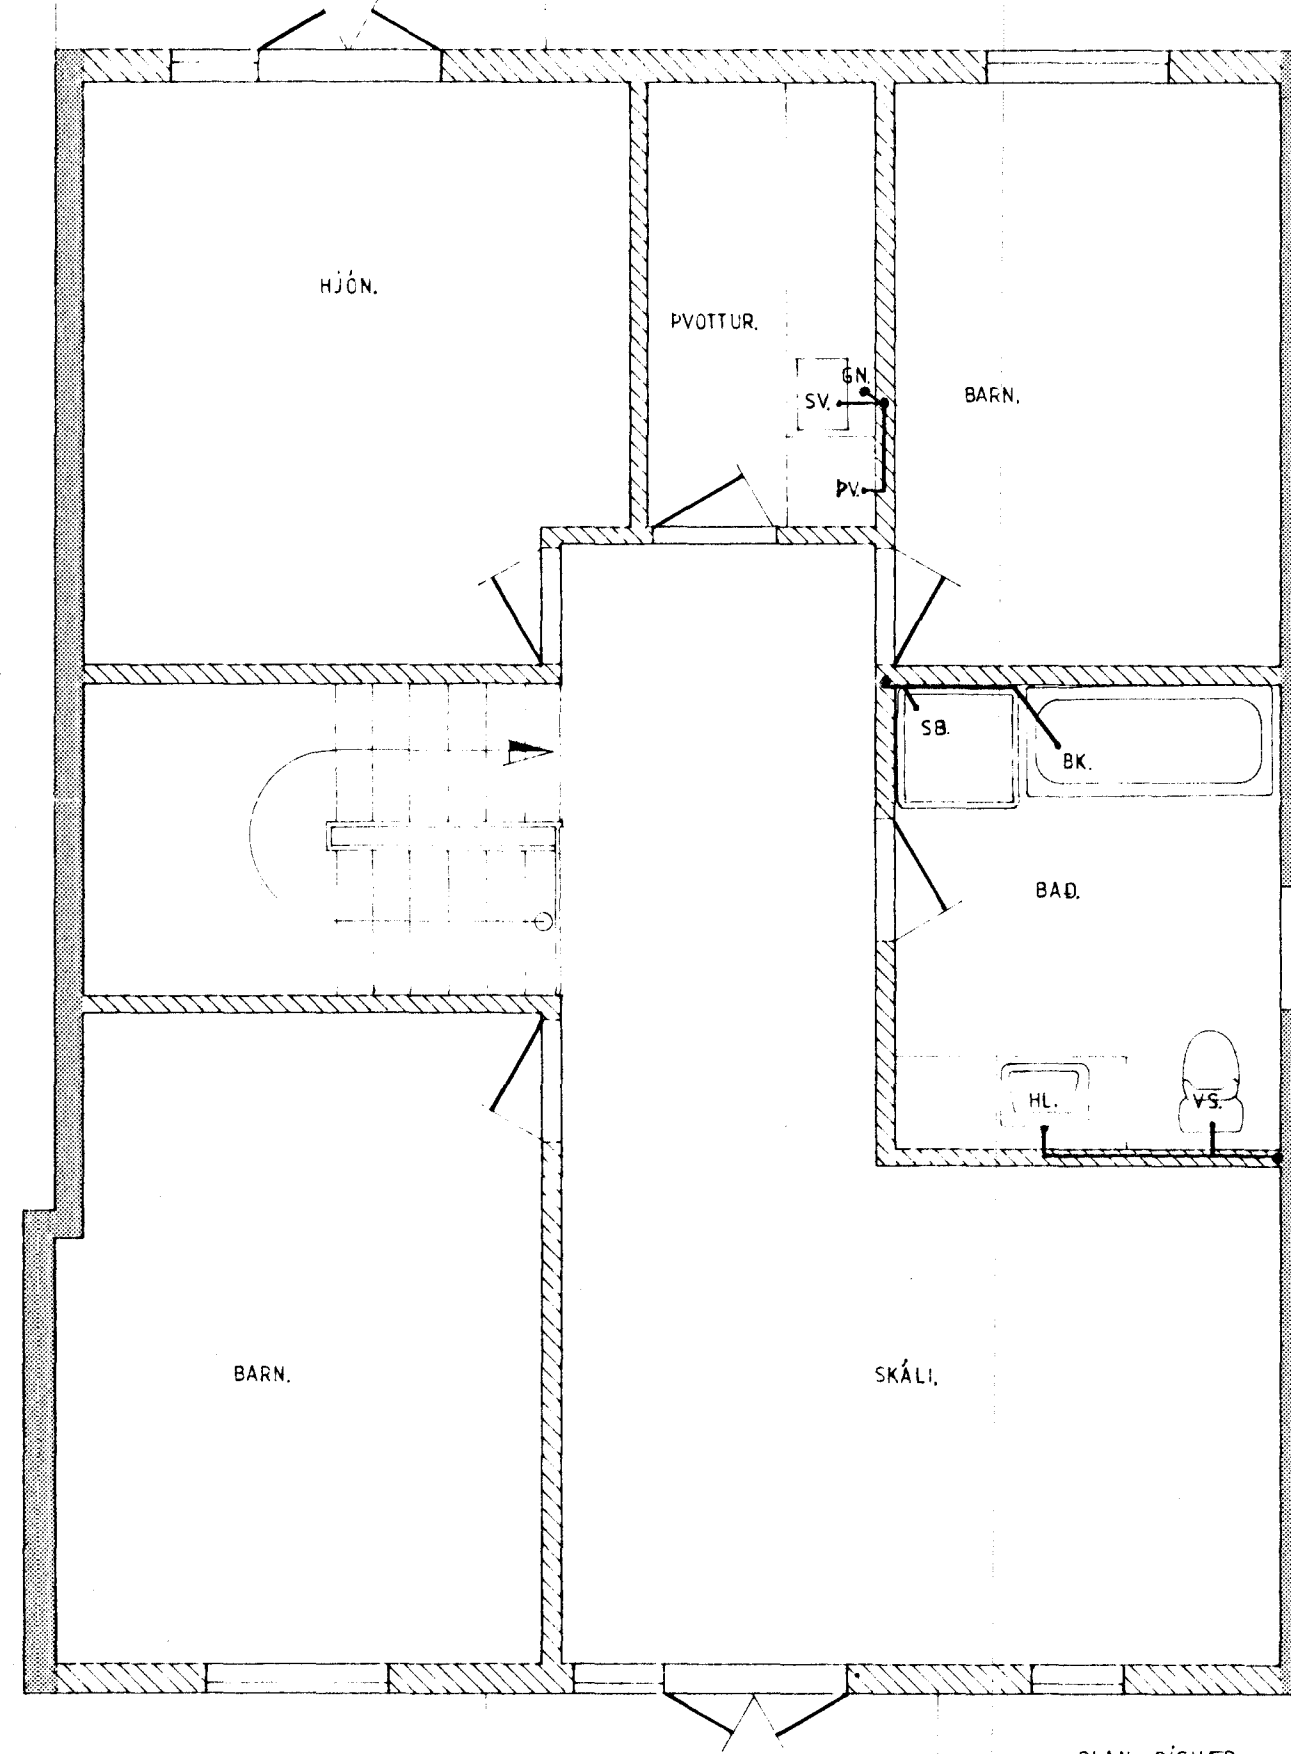 HJÓN.
ÞVOTTUR.
GN.
SV.
BARN.
ÞV.
SB.
BK.
BAÐ.
HL.
VS.
BARN.
SKÁLI.